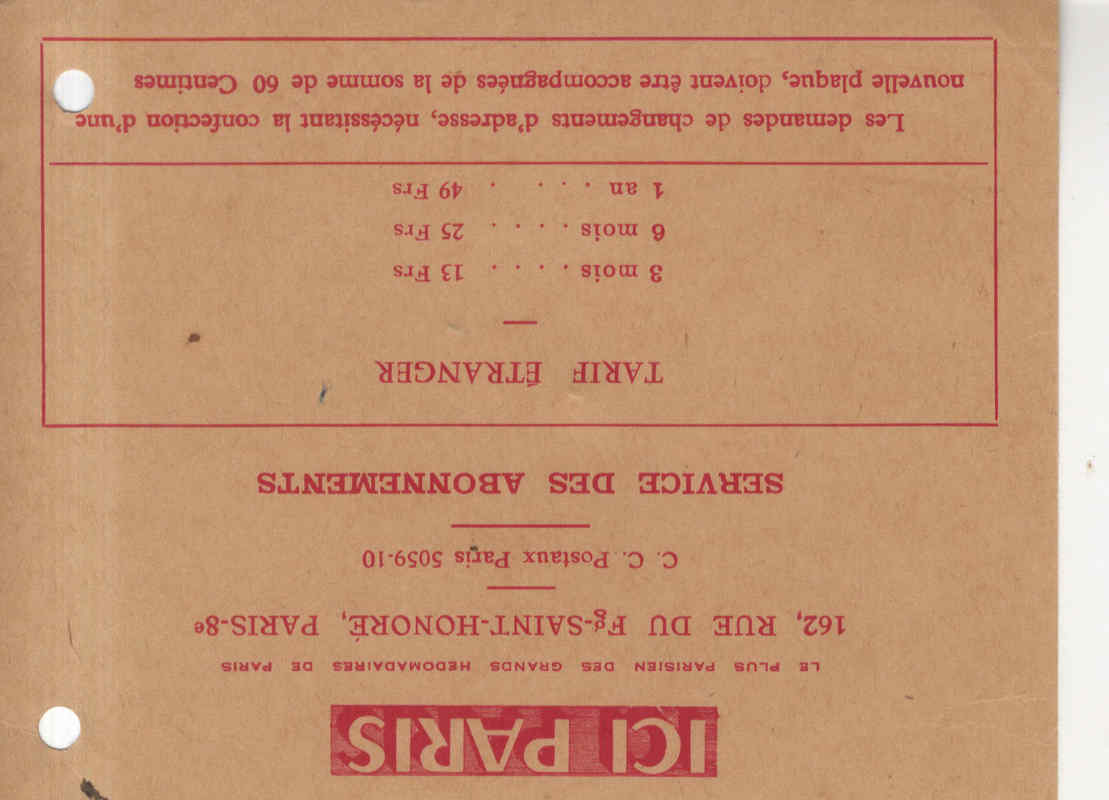 ICI PARIS
LE PLUS PARISIEN DES GRANDS HEDOMADAIRES DE PARIS
162, RUE DU Fg-SAINT-HONORÉ, PARIS-8e
C. C. Postaux Paris 5059-10
SERVICE DES ABONNEMENTS
TARIF ÉTRANGER
3 mois . . . . 13 Frs
6 mois . . . . 25 Frs
1 an . . . . 49 Frs
Les demandes de changements d'adresse, nécéssitant la confection d'une
nouvelle plaque, doivent être accompagnées de la somme de 60 Centimes